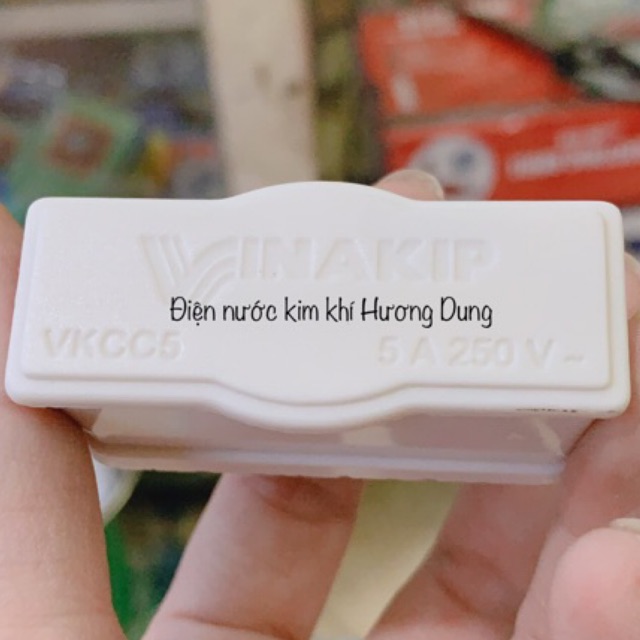 VINAKIP
Điện nước kim khí Hương Dung
VKCC5 5 A 250 V ~